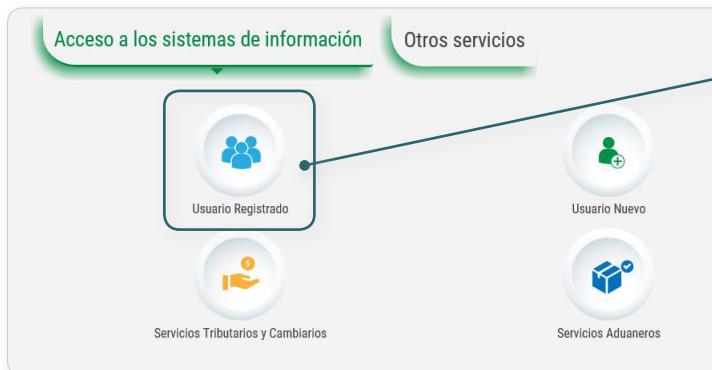 Acceso a los sistemas de información
Otros servicios
Usuario Registrado
Usuario Nuevo
$
Servicios Tributarios y Cambiarios
Servicios Aduaneros